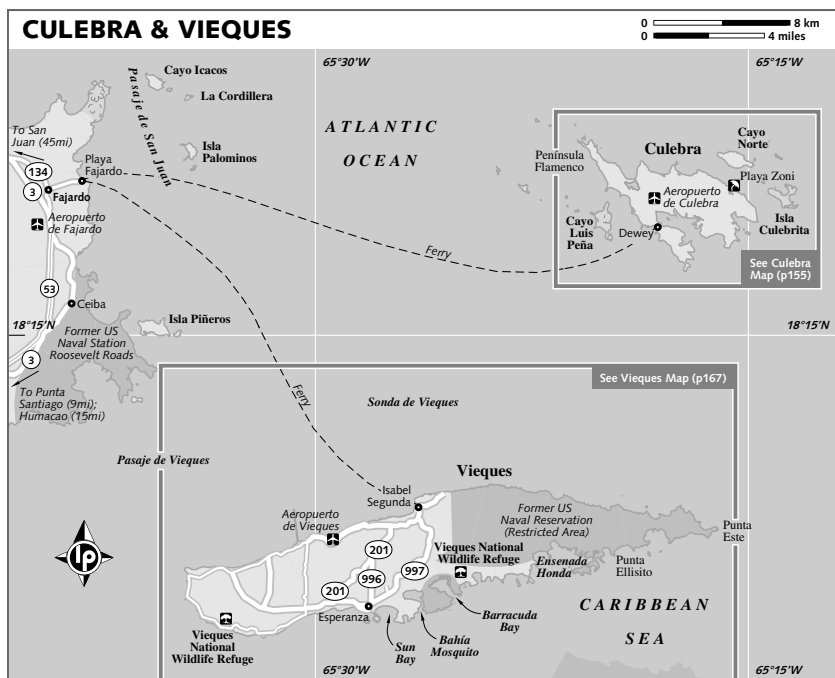 CULEBRA & VIEQUES
0 8 km
0 4 miles
65°30'W
65°15'W
Cayo Icacos
La Cordillera
Pasaje de San Juan
Isla
Palominos
ATLANTIC
OCEAN
To San
Juan (45mi)
134
3
Playa
Fajardo
Fajardo
Aeropuerto
de Fajardo
53
Ceiba
Ferry
Península
Flamenco
Culebra
Cayo
Norte
Playa Zoni
Aeropuerto
de Culebra
Cayo
Luis
Peña
Dewey
Isla
Culebrita
See Culebra
Map (p155)
Isla Piñeros
18°15'N
18°15'N
Former US
Naval Station
Roosevelt Roads
3
To Punta
Santiago (9mi);
Humacao (15mi)
Ferry
See Vieques Map (p167)
Sonda de Vieques
Pasaje de Vieques
Vieques
Isabel
Segunda
Aeropuerto
de Vieques
Former US
Naval Reservation
(Restricted Area)
Punta
Este
201
997
996
201
Vieques National
Wildlife Refuge
Ensenada
Honda
Punta
Ellisito
Esperanza
Vieques
National
Wildlife Refuge
Sun
Bay
Bahía
Mosquito
Barracuda
Bay
CARIBBEAN
SEA
lp
65°30'W
65°15'W